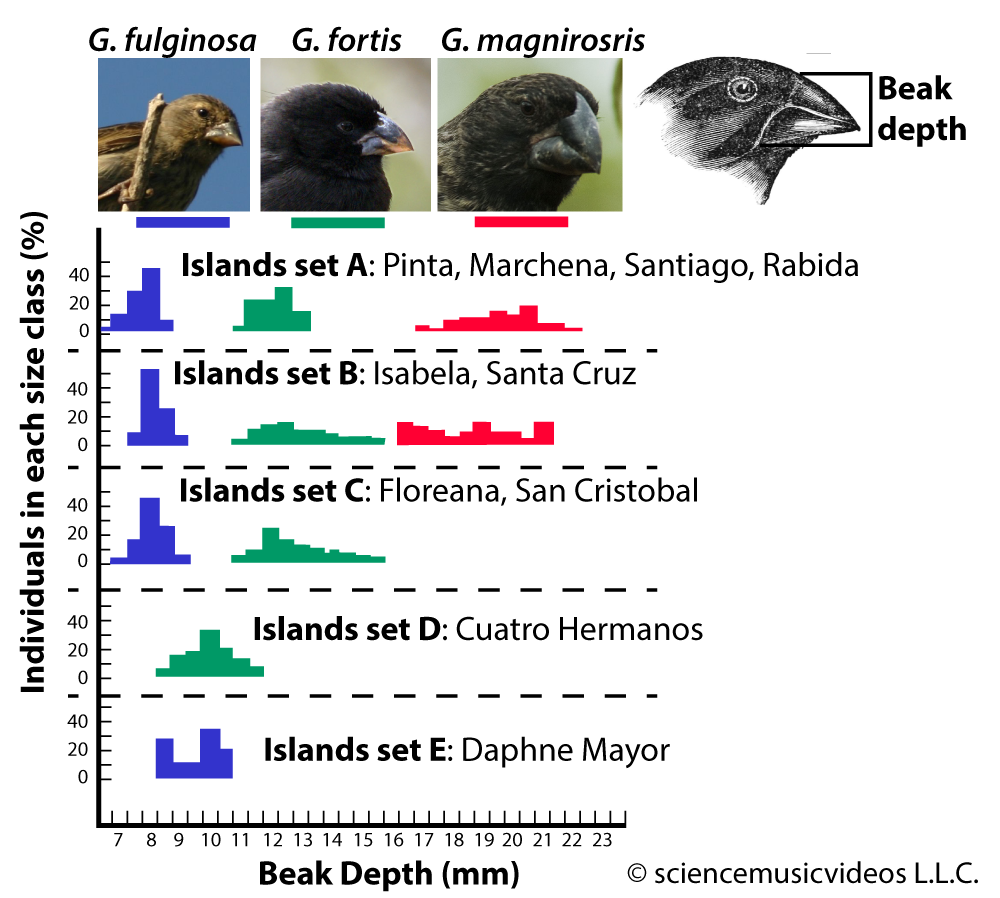 G. fulginosa G. fortis G. magnirosris
Beak
depth
Individuals in each size class (%)
Islands set A: Pinta, Marchena, Santiago, Rabida
40
20
0
Islands set B: Isabela, Santa Cruz
40
20
0
Islands set C: Floreana, San Cristobal
40
20
0
Islands set D: Cuatro Hermanos
40
20
0
Islands set E: Daphne Mayor
40
20
0
7 8 9 10 11 12 13 14 15 16 17 18 19 20 21 22 23
Beak Depth (mm)
© sciencemusicvideos L.L.C.